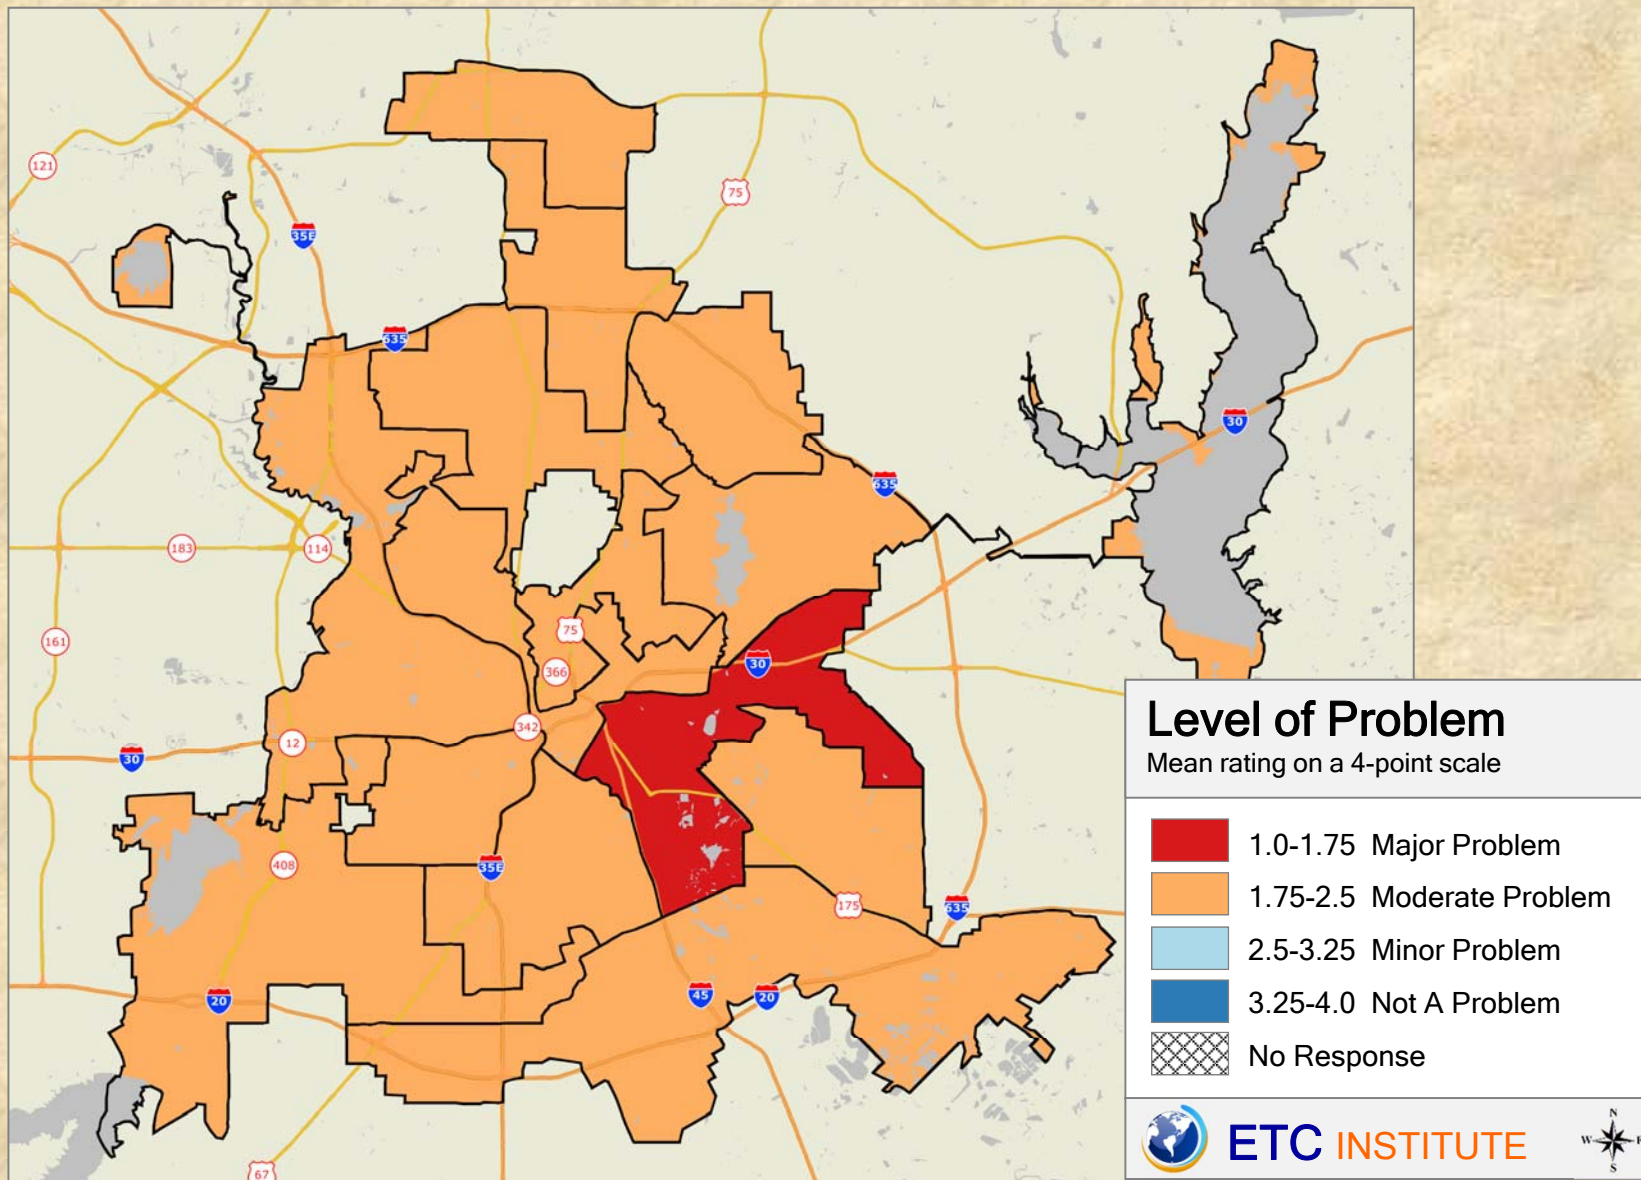 121
75
35E
635
30
635
183
114
161
75
366
30
342
12
30
408
35E
175
635
20
45
20
67
Level of Problem
Mean rating on a 4-point scale
1.0-1.75 Major Problem
1.75-2.5 Moderate Problem
2.5-3.25 Minor Problem
3.25-4.0 Not A Problem
No Response
ETC INSTITUTE
N
W
S